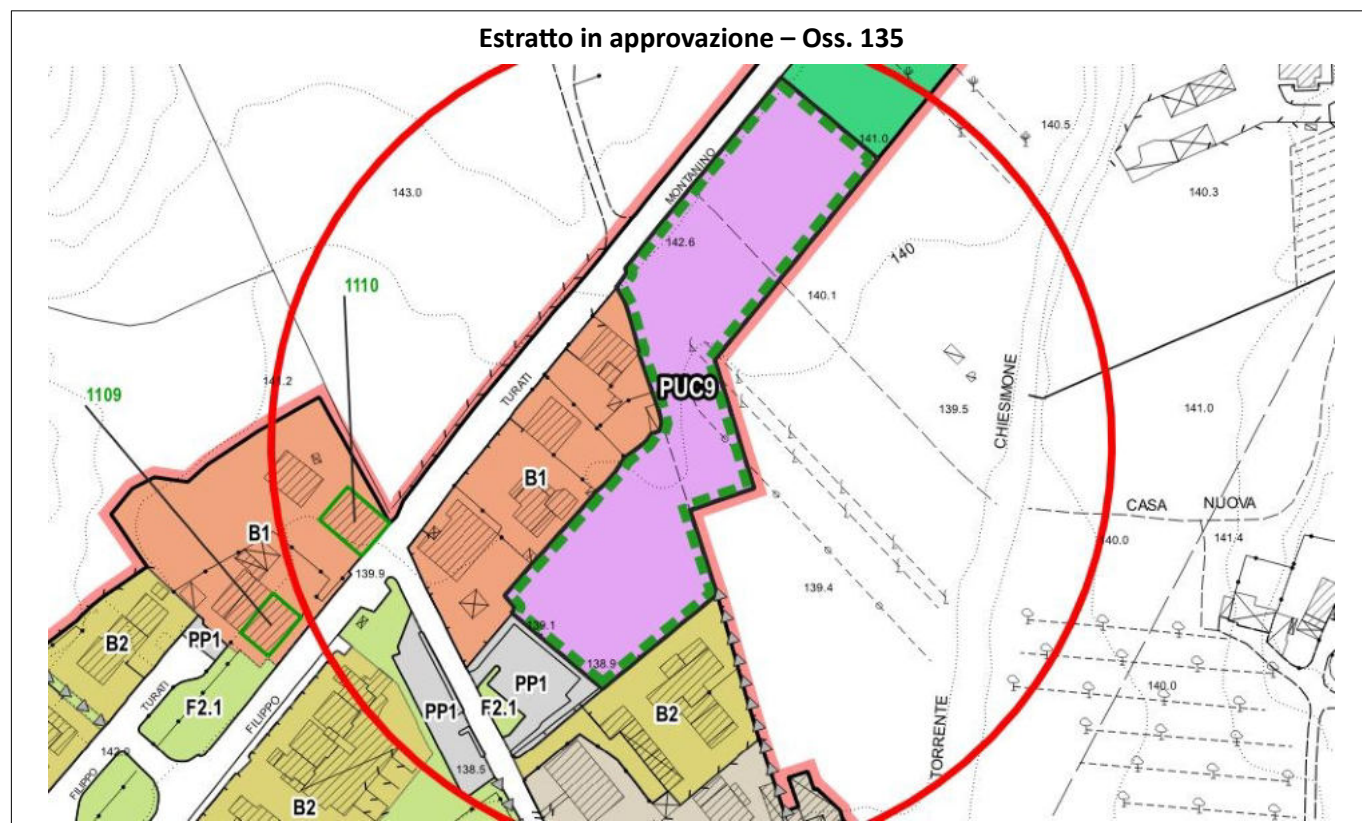 Estratto in approvazione – Oss. 135
140.5
141.0
MONTANINO
143.0
140.3
142.6
140
1110
140.1
141.2
1109
TURATI
PUC9
CHIESIMONE
139.5
141.0
B1
CASA NUOVA
B1
140.0
141.4
139.9
139.4
139.1
B2
PP1
138.9
140.0
PP1
F2.1
TURATI
FILIPPO
PP1
F2.1
B2
TORRENTE
138.5
FILIPPO
B2